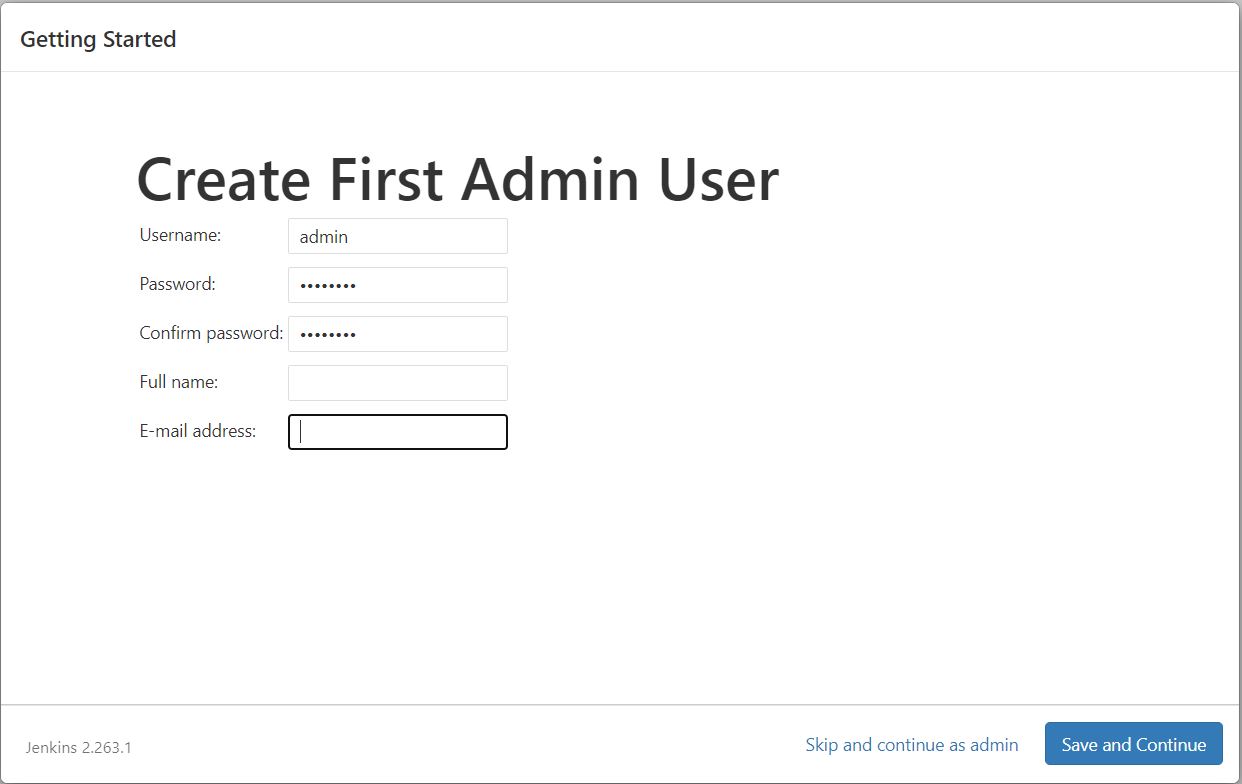 Getting Started
Create First Admin User
Username: admin
Password: ••••••••
Confirm password: ••••••••
Full name:
E-mail address:
Jenkins 2.263.1 Skip and continue as admin Save and Continue